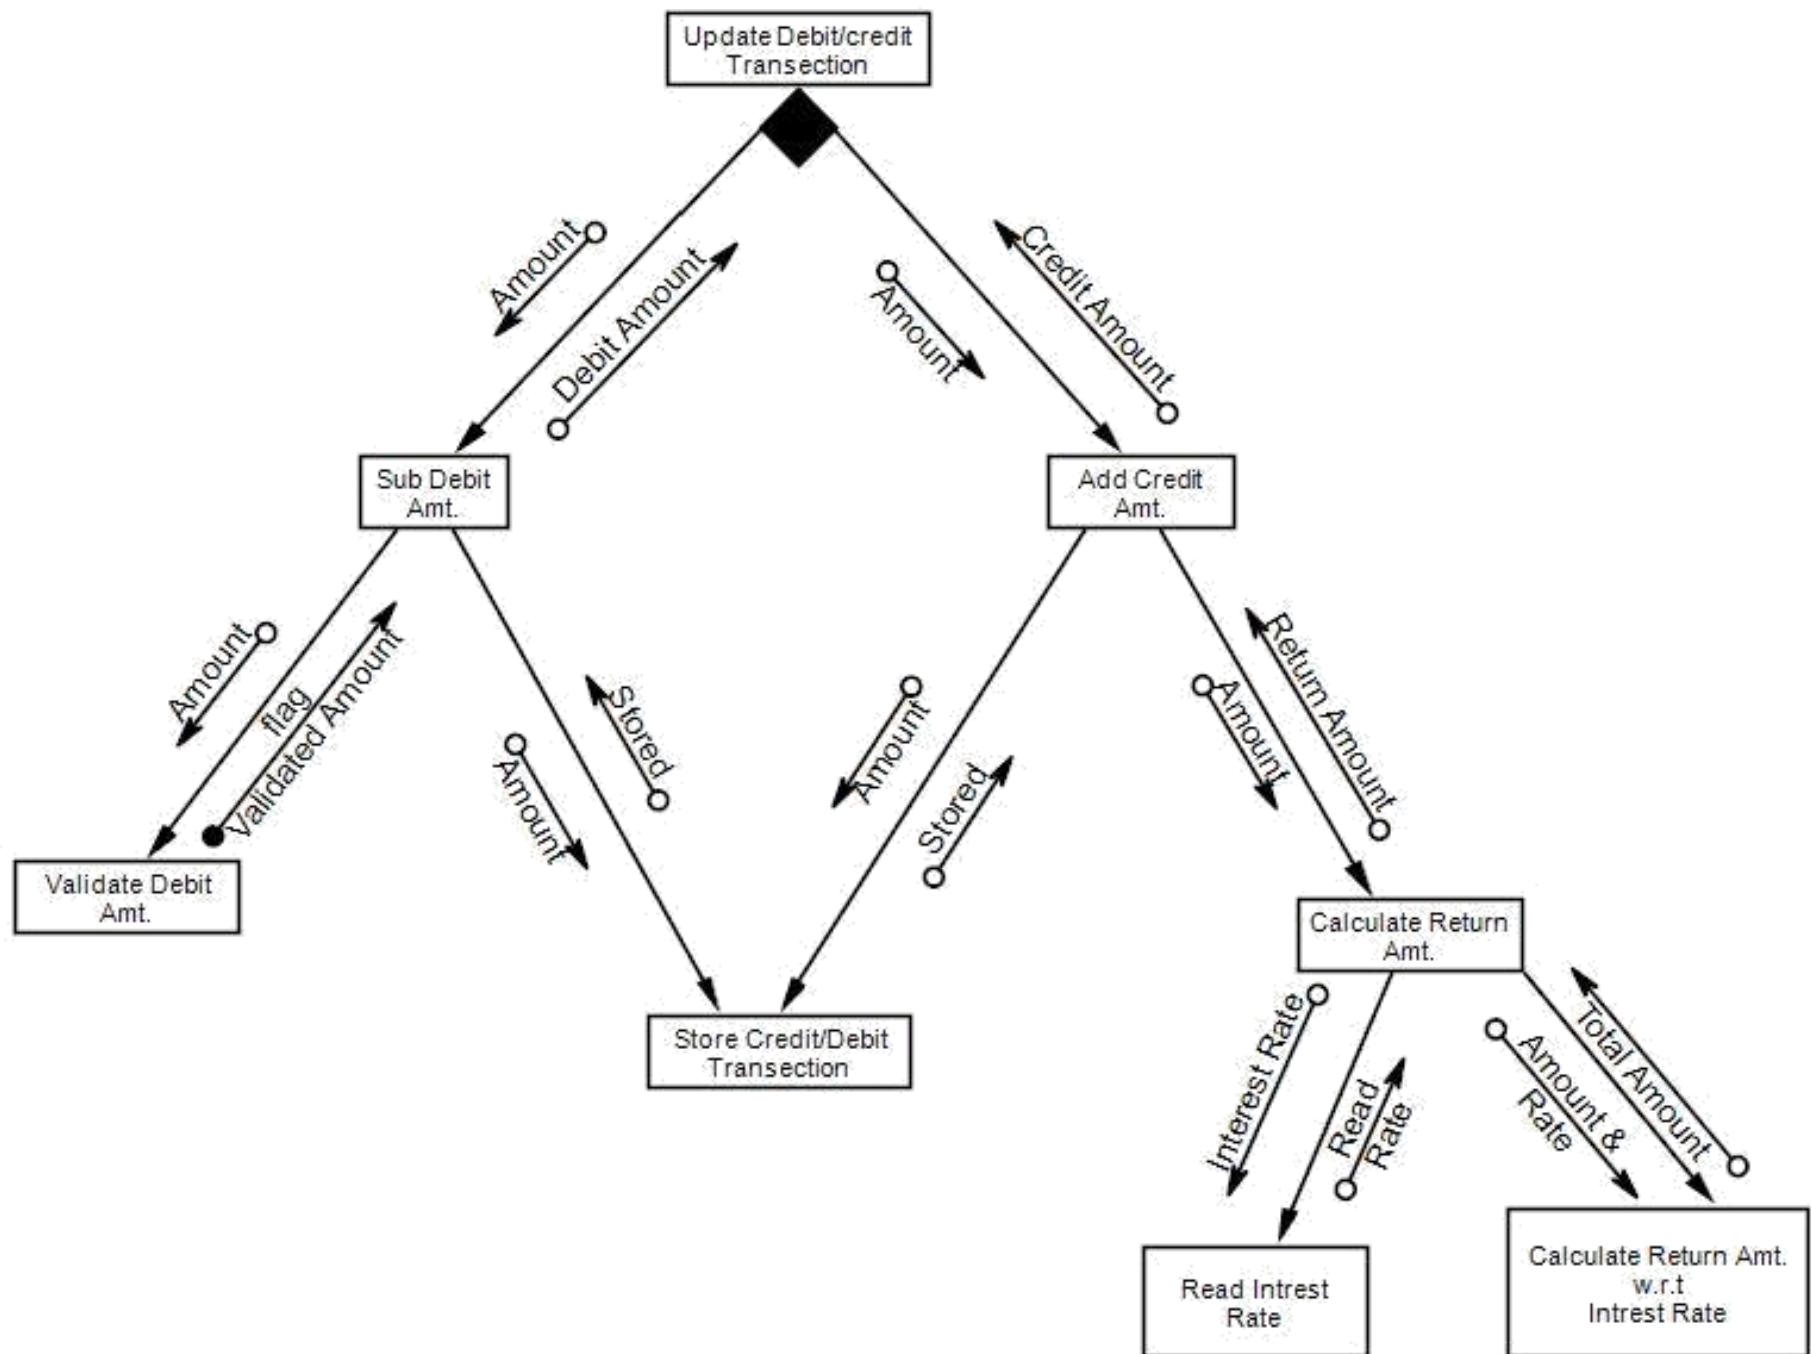 Update Debit/credit
Transection
Amount
Debit Amount
Amount
Credit Amount
Sub Debit
Amt.
Add Credit
Amt.
Amount
flag
Validated Amount
Amount
Stored
Amount
Stored
Amount
Return Amount
Validate Debit
Amt.
Calculate Return
Amt.
Store Credit/Debit
Transection
Interest Rate
Read
Rate
Amount &
Rate
Total Amount
Read Intrest
Rate
Calculate Return Amt.
w.r.t
Intrest Rate